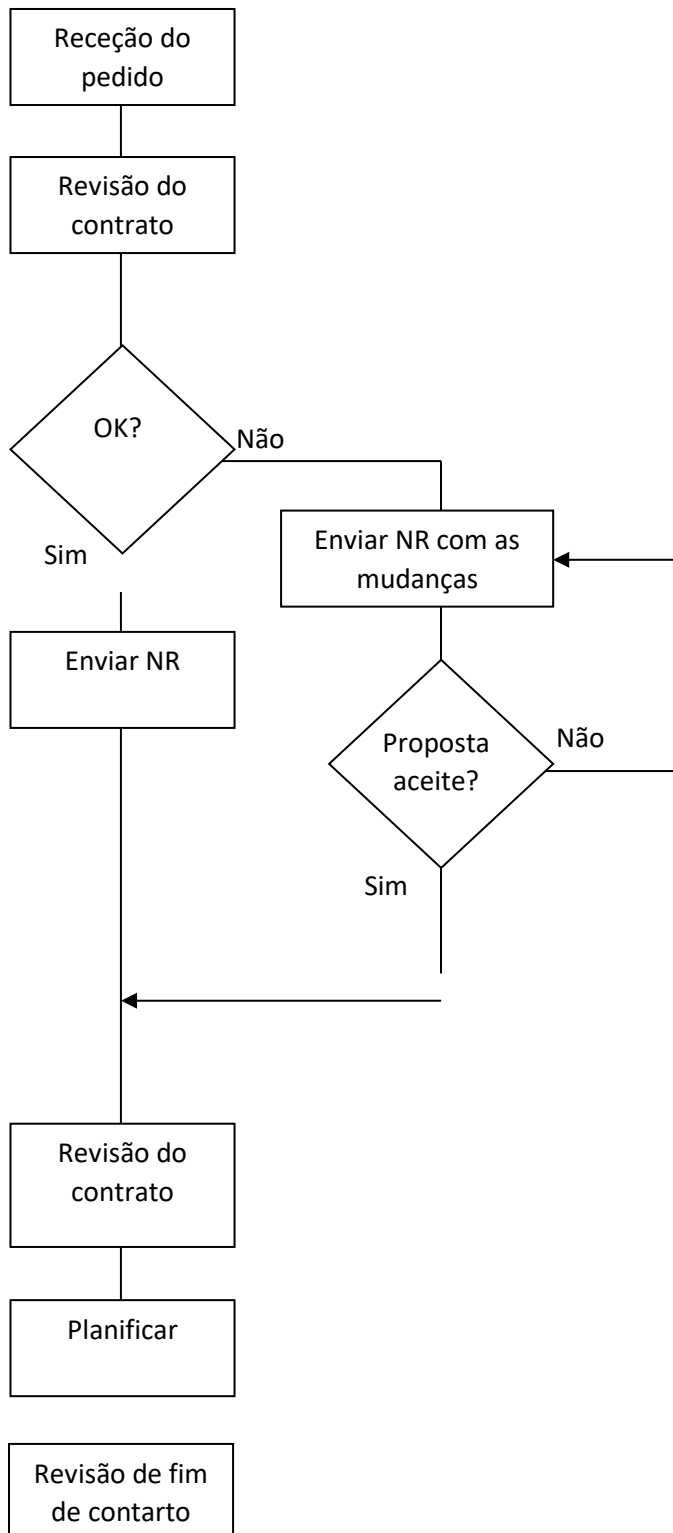 Receção do
pedido
Revisão do
contrato
OK?
Não
Sim
Enviar NR com as
mudanças
Enviar NR
Proposta
aceite?
Não
Sim
Revisão do
contrato
Planificar
Revisão de fim
de contarto